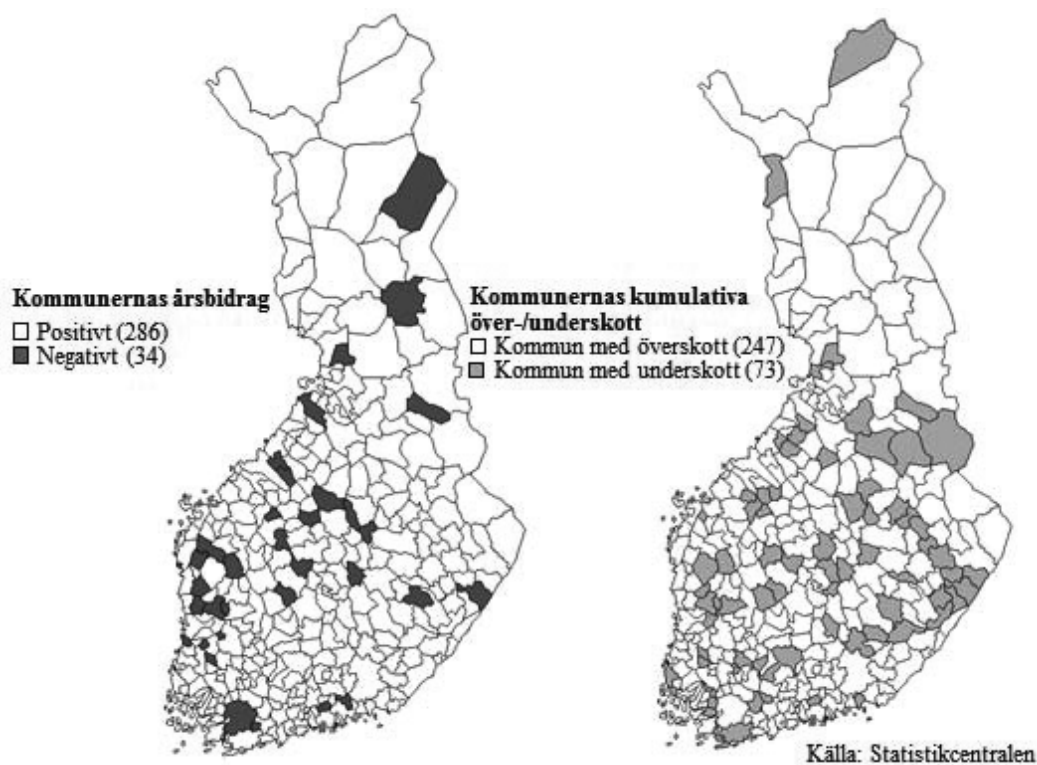 Kommunernas årsbidrag
Positivt (286)
Negativt (34)
Kommunernas kumulativa
över-/underskott
Kommun med överskott (247)
Kommun med underskott (73)
Källa: Statistikcentralen